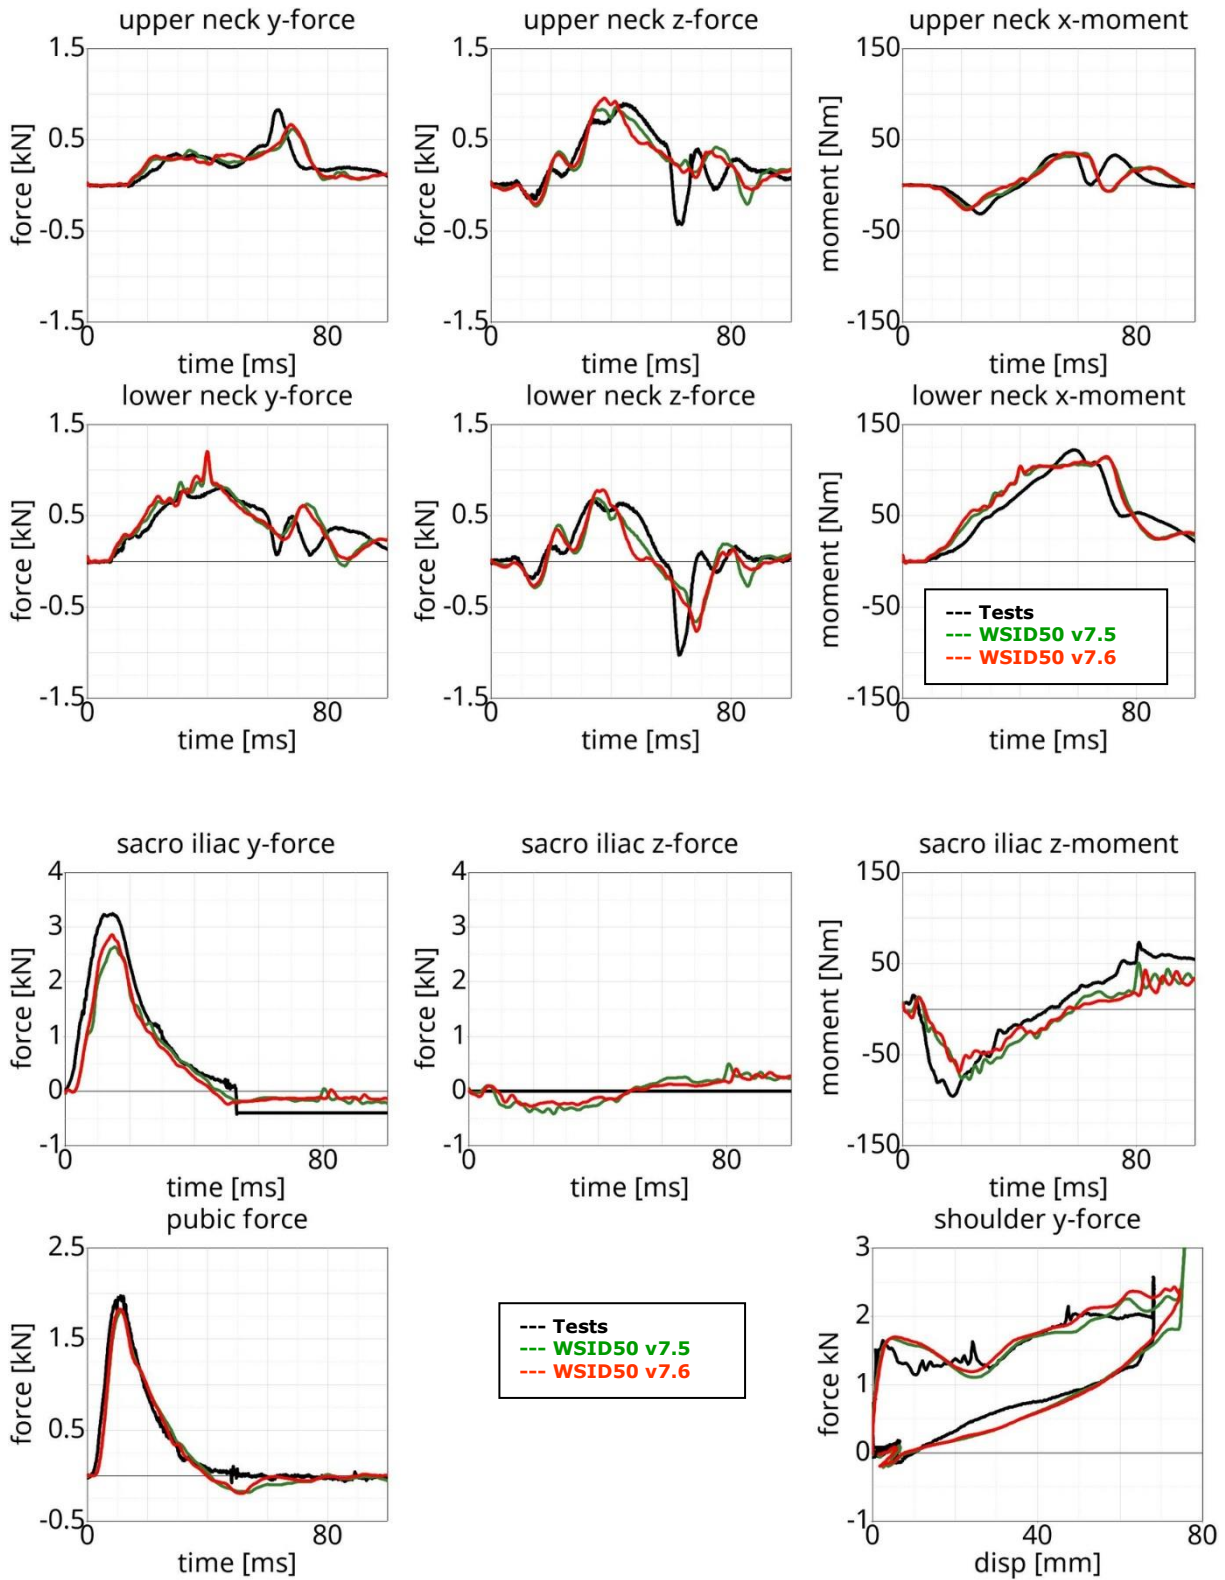 upper neck y-force
upper neck z-force
upper neck x-moment
1.5
0.5
-0.5
-1.5
force [kN]
0
80
time [ms]
1.5
0.5
-0.5
-1.5
force [kN]
0
80
time [ms]
150
50
-50
-150
moment [Nm]
0
80
time [ms]
lower neck y-force
lower neck z-force
lower neck x-moment
1.5
0.5
-0.5
-1.5
force [kN]
0
80
time [ms]
1.5
0.5
-0.5
-1.5
force [kN]
0
80
time [ms]
150
50
-50
-150
moment [Nm]
0
80
time [ms]
--- Tests
--- WSID50 v7.5
--- WSID50 v7.6
sacro iliac y-force
sacro iliac z-force
sacro iliac z-moment
4
3
2
1
0
-1
force [kN]
0
80
time [ms]
4
3
2
1
0
-1
force [kN]
0
80
time [ms]
150
50
-50
-150
moment [Nm]
0
80
time [ms]
pubic force
shoulder y-force
2.5
1.5
0.5
-0.5
force [kN]
0
80
time [ms]
--- Tests
--- WSID50 v7.5
--- WSID50 v7.6
3
2
1
0
-1
force kN
0
40
80
disp [mm]